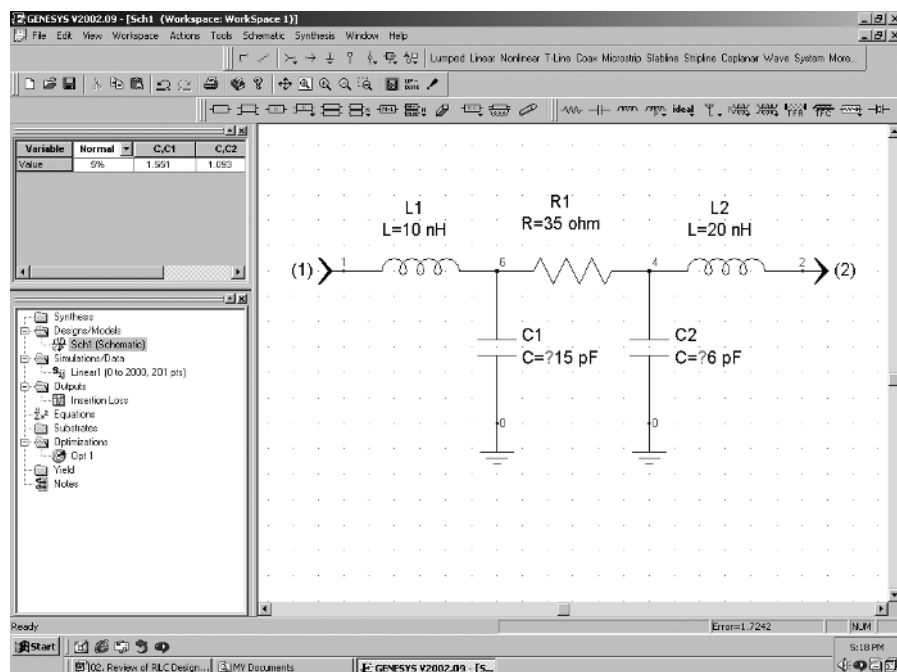 GENESYS V2002.09 - [Sch1 (Workspace: WorkSpace 1)]
File Edit View Workspace Actions Tools Schematic Synthesis Window Help
Lumped Linear Nonlinear T-Line Coax Microstrip Slabline Stripline Coplanar Wave System More...
ideal
Variable Normal C,C1 C,C2
Value 5% 1.551 1.093
L1
L=10 nH
R1
R=35 ohm
L2
L=20 nH
(1) 1 6 4 2 (2)
C1
C=?15 pF
C2
C=?6 pF
0 0
Synthesis
Designs/Models
Sch1 (Schematic)
Simulations/Data
Linear1 (0 to 2000, 201 pts)
Outputs
Insertion Loss
Equations
Substrates
Optimizations
Opt 1
Yield
Notes
Ready Error=1.7242 NUM
Start 5:18 PM
02. Review of RLC Design... MY Documents GENESYS V2002.09 - [S...